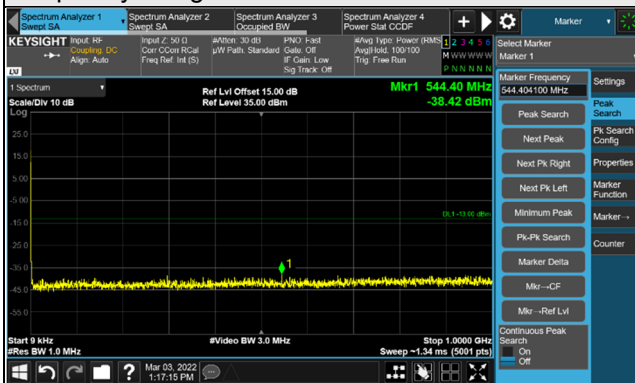 Spectrum Analyzer 1
Swept SA
Spectrum Analyzer 2
Swept SA
Spectrum Analyzer 3
Occupied BW
Spectrum Analyzer 4
Power Stat CCDF
+
Marker
KEYSIGHT
Input: RF
Coupling: DC
Align: Auto
Input Z: 50 Ω
Corr CCorr RCal
Freq Ref: Int (S)
#Atten: 30 dB
µW Path: Standard
PNO: Fast
Gate: Off
IF Gain: Low
Sig Track: Off
#Avg Type: Power (RMS
Avg|Hold: 100/100
Trig: Free Run
1 2 3 4 5 6
M W W W W W
P N N N N N
LXI
Select Marker
Marker 1
1 Spectrum
Scale/Div 10 dB
Ref Lvl Offset 15.00 dB
Ref Level 35.00 dBm
Mkr1 544.40 MHz
-38.42 dBm
Log
25.0
15.0
5.00
-5.00
-15.0
-25.0
-35.0
-45.0
-55.0
DL1 -13.00 dBm
1
Start 9 kHz
#Res BW 1.0 MHz
#Video BW 3.0 MHz
Stop 1.0000 GHz
Sweep ~1.34 ms (5001 pts)
Marker Frequency
544.404100 MHz
Peak Search
Next Peak
Next Pk Right
Next Pk Left
Minimum Peak
Pk-Pk Search
Marker Delta
Mkr→CF
Mkr→Ref Lvl
Continuous Peak
Search
On
Off
Settings
Peak
Search
Pk Search
Config
Properties
Marker
Function
Marker→
Counter
?
Mar 03, 2022
1:17:15 PM